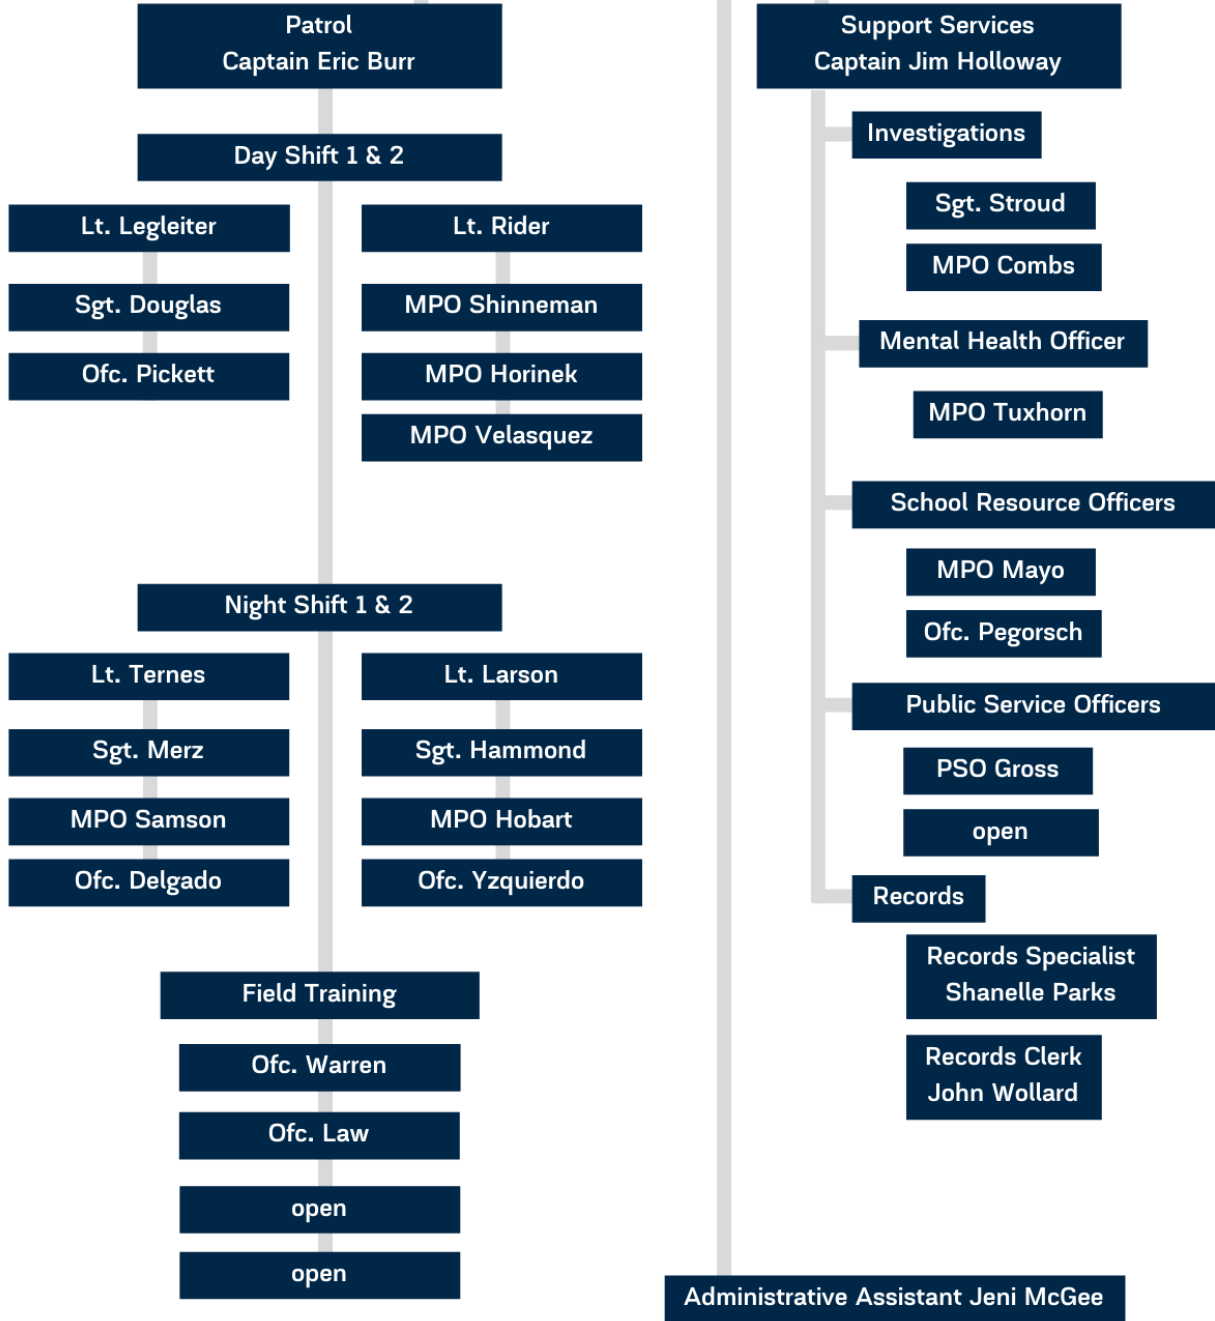 Patrol
Captain Eric Burr
Day Shift 1 & 2
Lt. Legleiter
Sgt. Douglas
Ofc. Pickett
Lt. Rider
MPO Shinneman
MPO Horinek
MPO Velasquez
Night Shift 1 & 2
Lt. Ternes
Sgt. Merz
MPO Samson
Ofc. Delgado
Lt. Larson
Sgt. Hammond
MPO Hobart
Ofc. Yzquierdo
Field Training
Ofc. Warren
Ofc. Law
open
open
Support Services
Captain Jim Holloway
Investigations
Sgt. Stroud
MPO Combs
Mental Health Officer
MPO Tuxhorn
School Resource Officers
MPO Mayo
Ofc. Pegorsch
Public Service Officers
PSO Gross
open
Records
Records Specialist
Shanelle Parks
Records Clerk
John Wollard
Administrative Assistant Jeni McGee